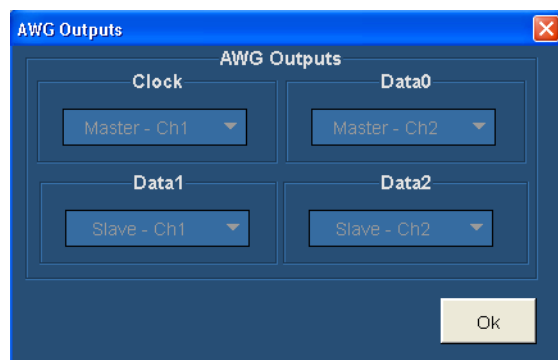 AWG Outputs
AWG Outputs
Clock
Data0
Master - Ch1
Master - Ch2
Data1
Data2
Slave - Ch1
Slave - Ch2
Ok